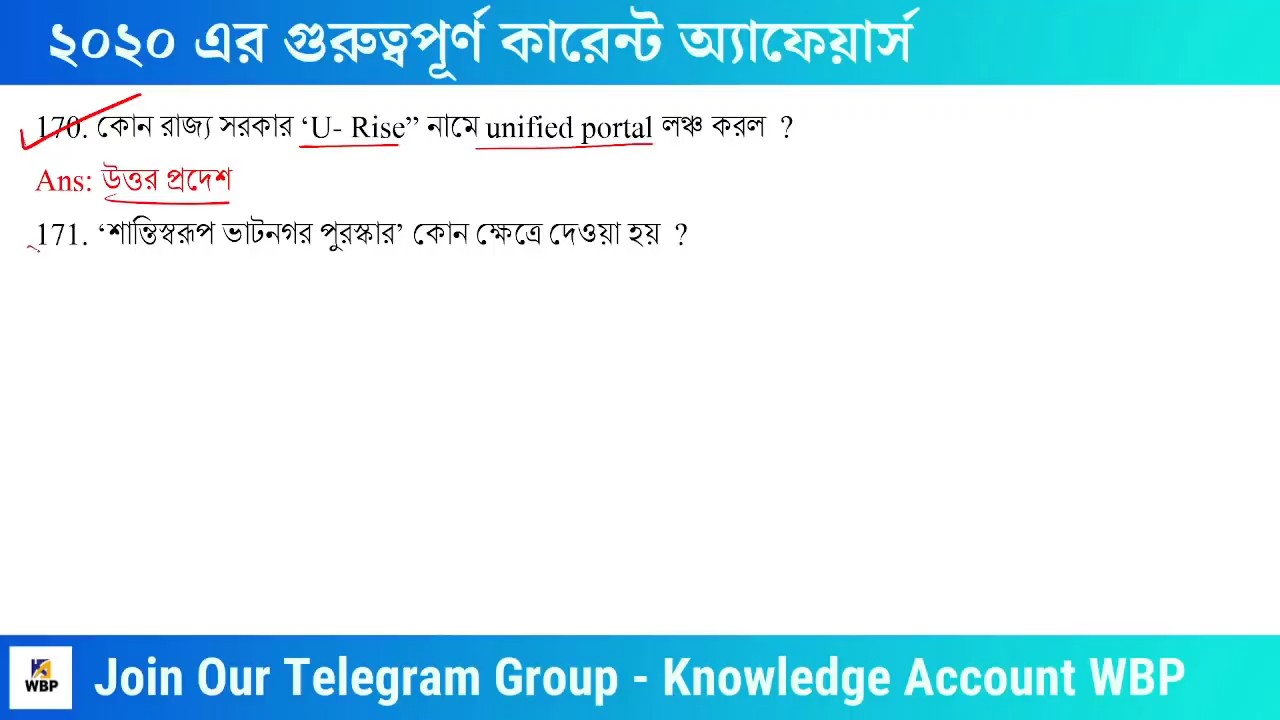 ২০২০ এর গুরুত্বপূর্ণ কারেন্ট অ্যাফেয়ার্স
170. কোন রাজ্য সরকার ‘U- Rise” নামে unified portal লঞ্চ করল ?
Ans: উত্তর প্রদেশ
171. ‘শান্তিস্বরূপ ভাটনগর পুরস্কার’ কোন ক্ষেত্রে দেওয়া হয় ?
WBP
Join Our Telegram Group - Knowledge Account WBP